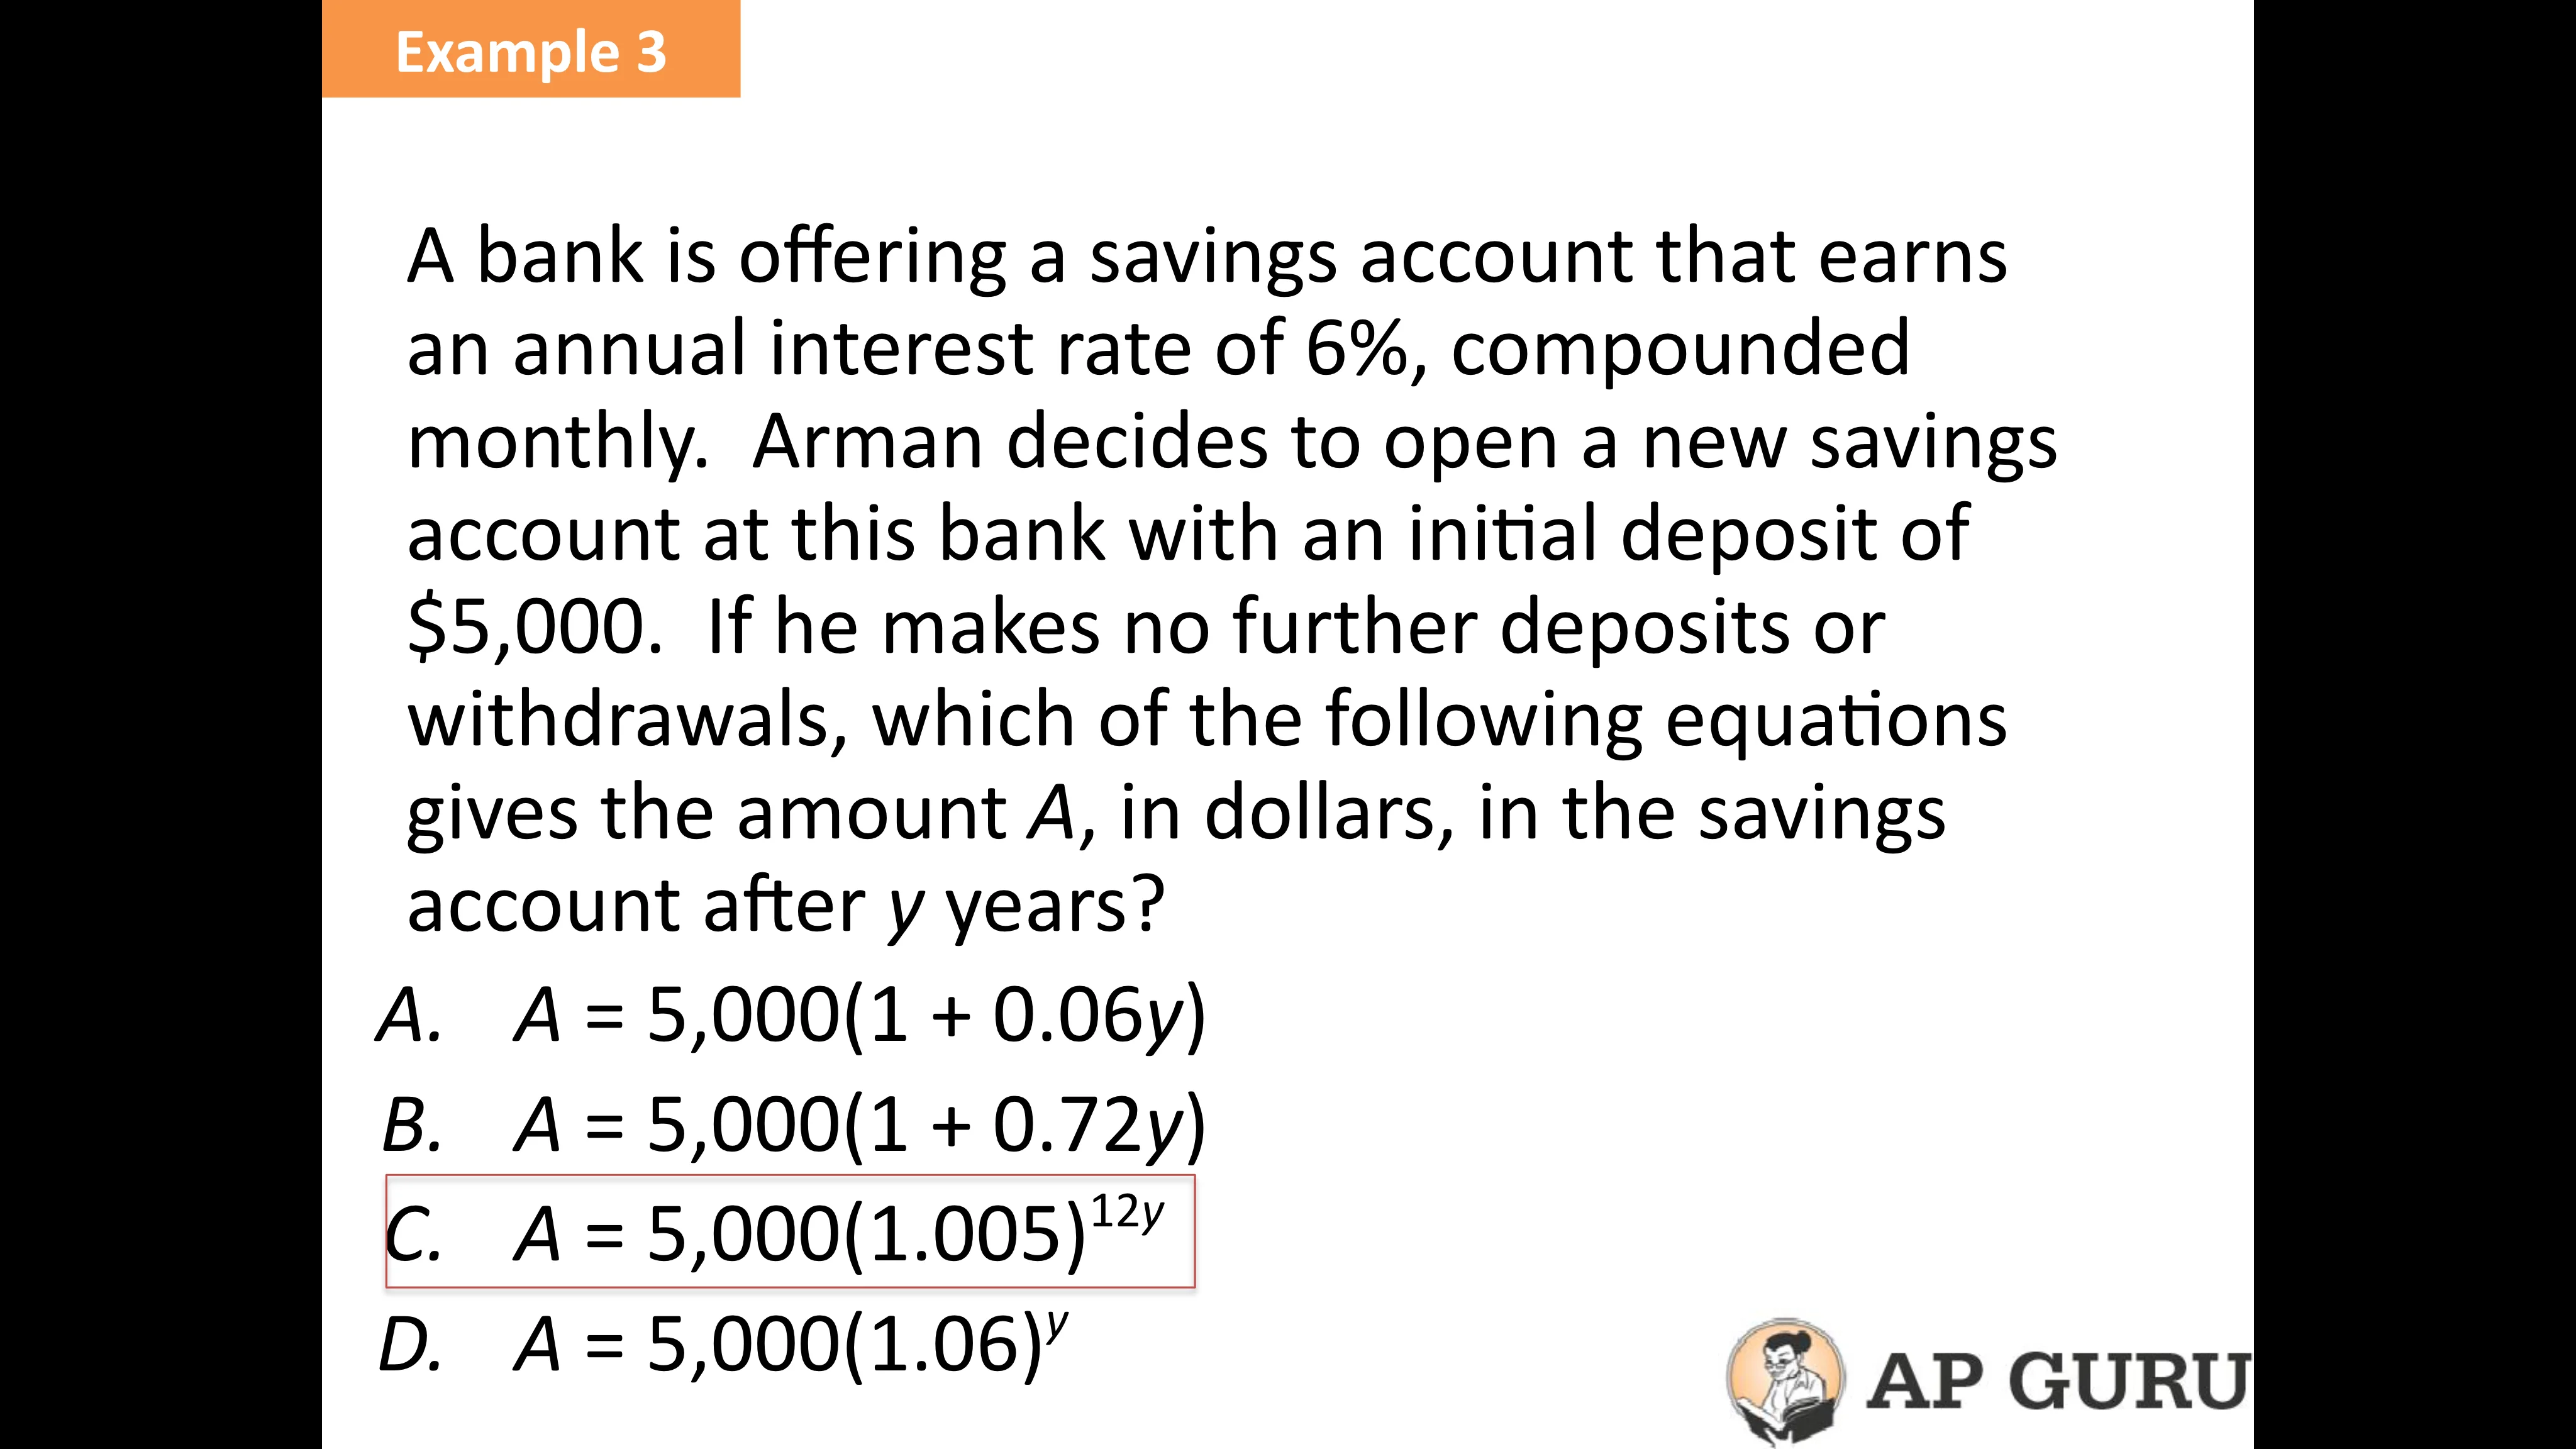 Example 3
A bank is offering a savings account that earns
an annual interest rate of 6%, compounded
monthly.  Arman decides to open a new savings
account at this bank with an initial deposit of
$5,000.  If he makes no further deposits or
withdrawals, which of the following equations
gives the amount A, in dollars, in the savings
account after y years?
A. A = 5,000(1 + 0.06y)
B. A = 5,000(1 + 0.72y)
C. A = 5,000(1.005)^12y
D. A = 5,000(1.06)^y
AP GURU